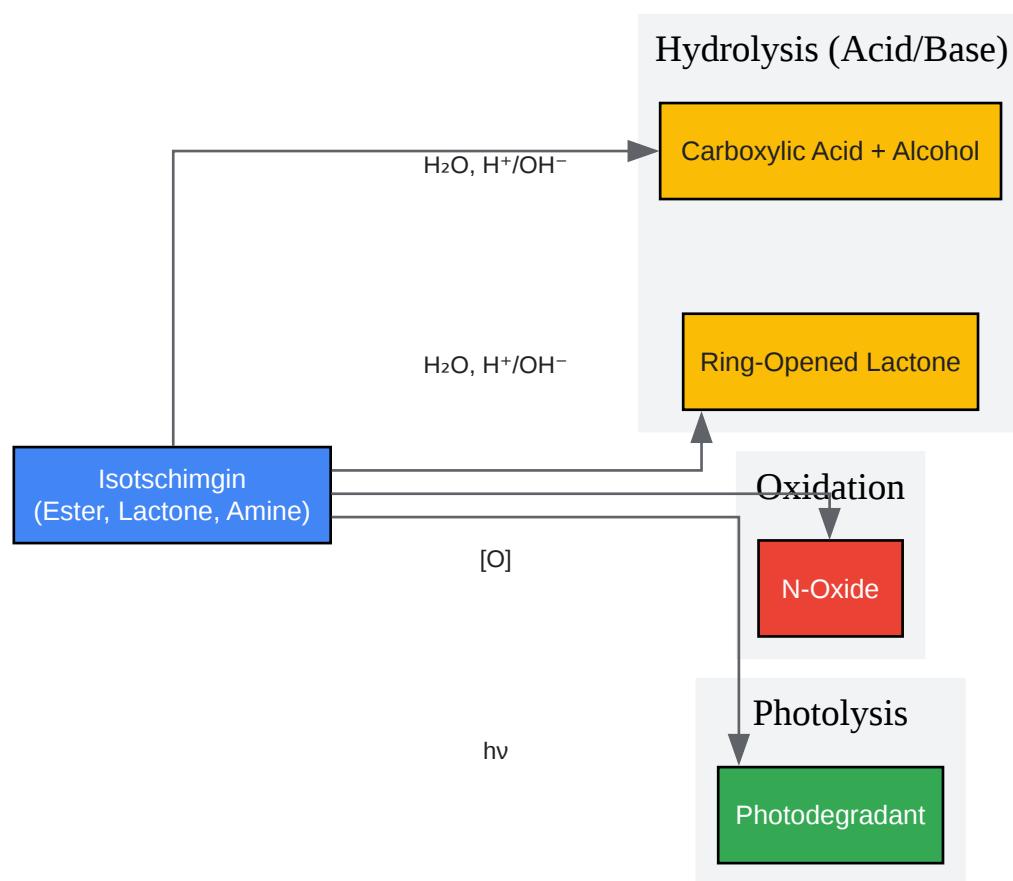 Hydrolysis (Acid/Base)
Carboxylic Acid + Alcohol
H₂O, H⁺/OH⁻
Ring-Opened Lactone
H₂O, H⁺/OH⁻
Isotschimgin
(Ester, Lactone, Amine)
Oxidation
[O]
N-Oxide
Photolysis
hν
Photodegradant